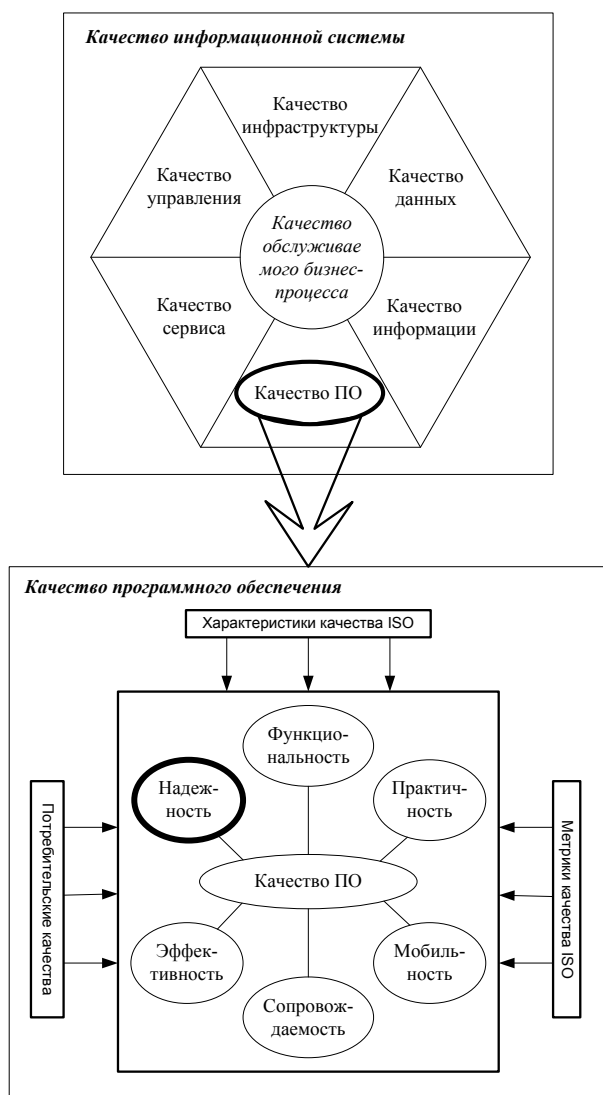 Качество информационной системы
Качество
инфраструктуры
Качество
управления
Качество
данных
Качество
обслуживае
мого бизнес-
процесса
Качество
сервиса
Качество
информации
Качество ПО
Качество программного обеспечения
Характеристики качества ISO
Функцио-
нальность
Надеж-
ность
Практич-
ность
Потребительские качества
Метрики качества ISO
Качество ПО
Эффек-
тивность
Мобиль-
ность
Сопровож-
даемость